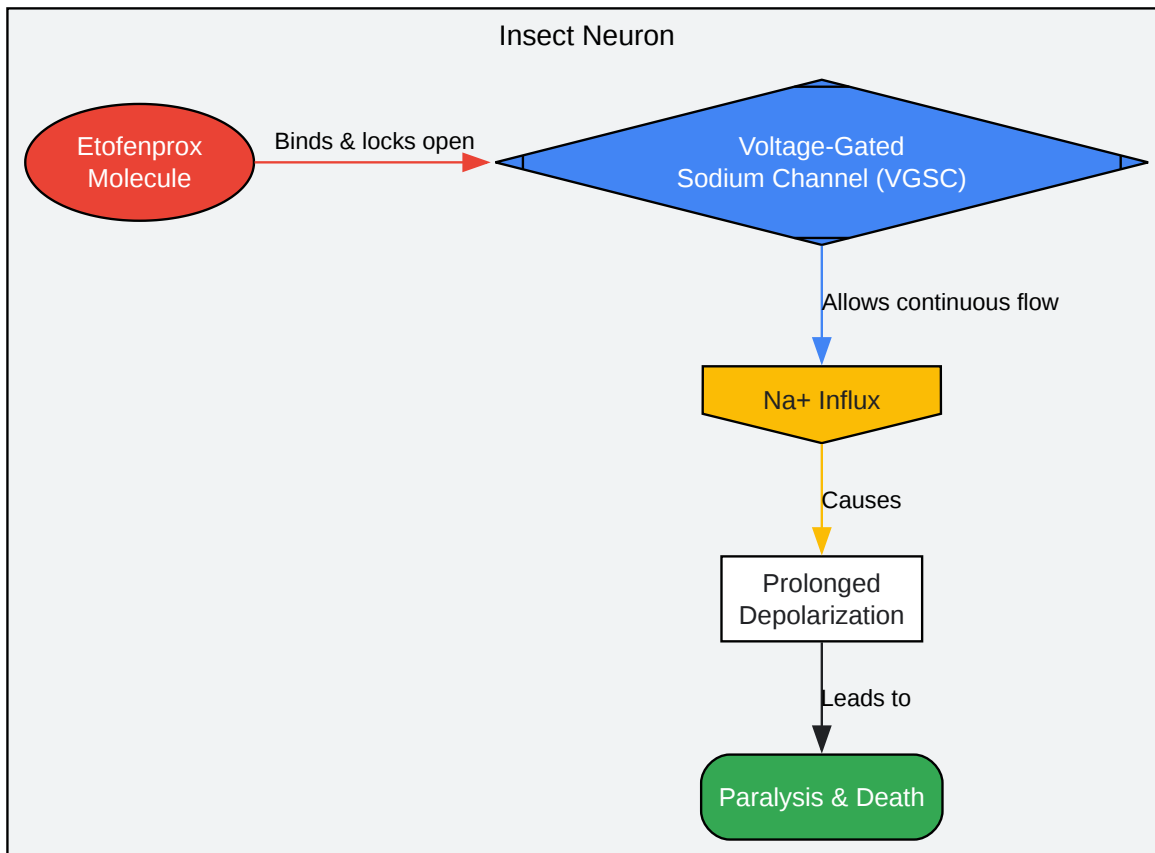 Insect Neuron
Etofenprox
Molecule
Binds & locks open
Voltage-Gated
Sodium Channel (VGSC)
Allows continuous flow
Na+ Influx
Causes
Prolonged
Depolarization
Leads to
Paralysis & Death